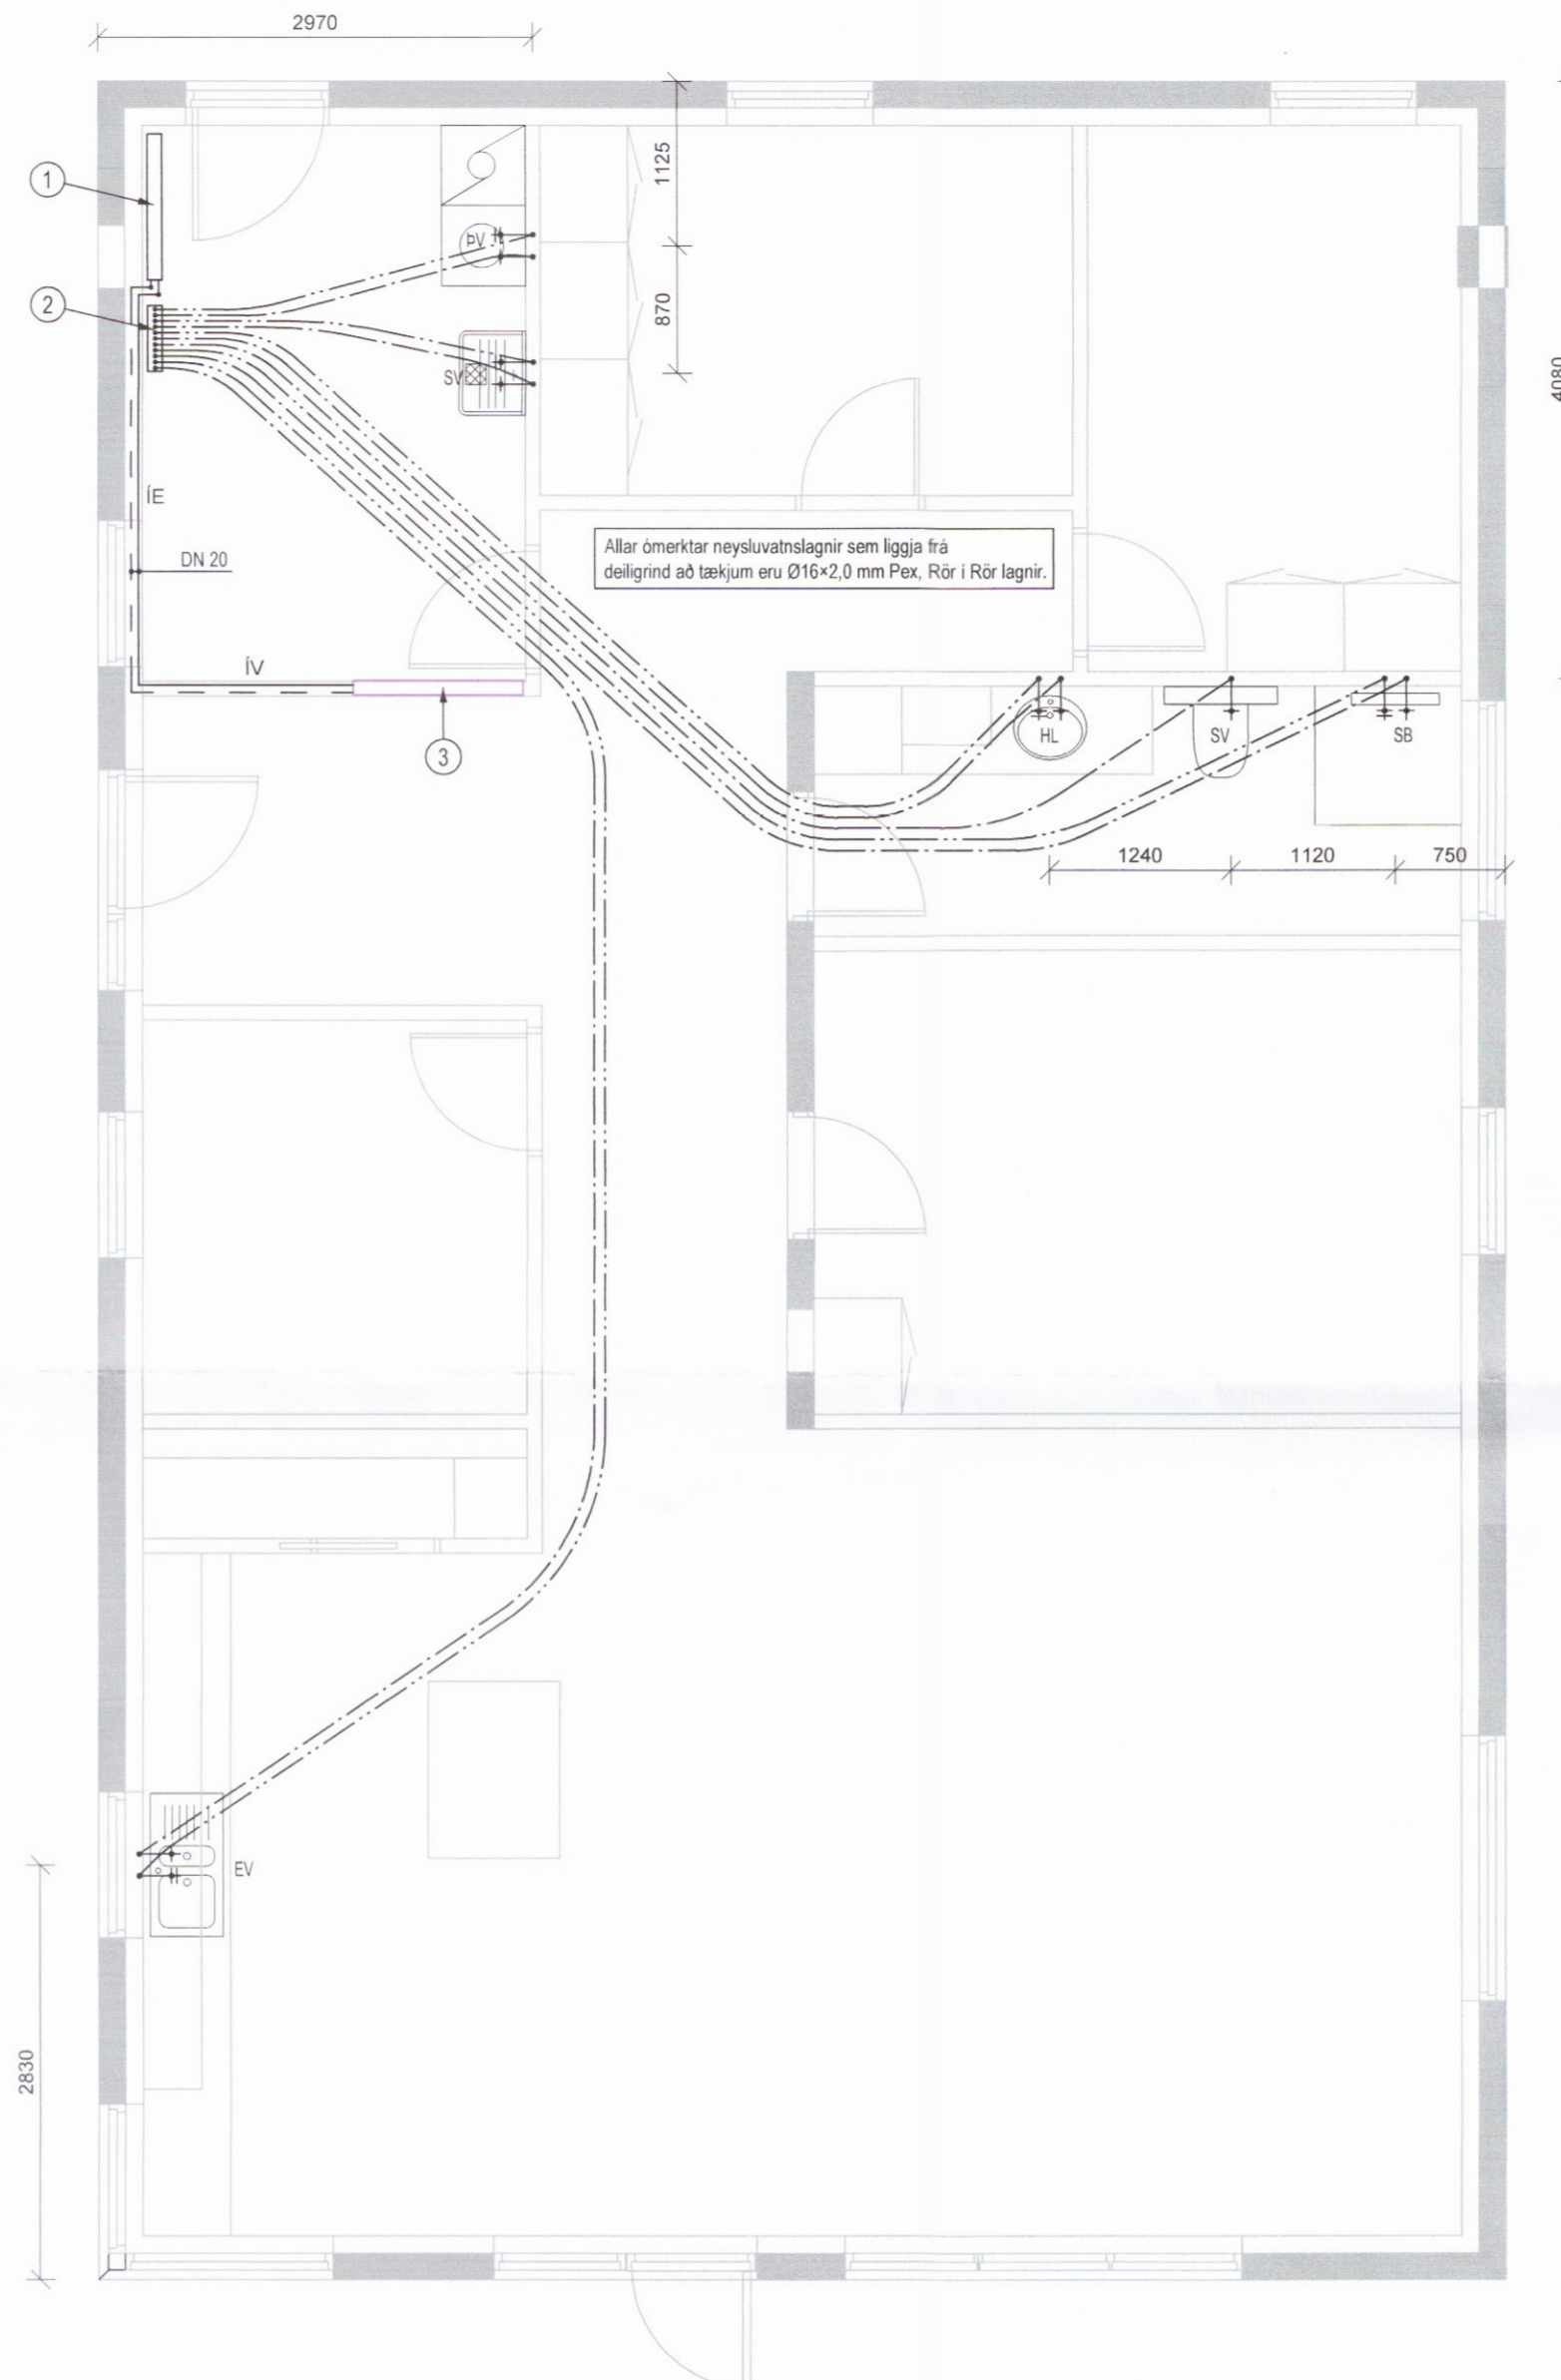 2970
1125
870
4080
1
2
ÞV
SV
ÍE
DN 20
Allar ómerktar neysluvatnslagnir sem liggja frá
deiligrind að tækjum eru Ø16×2,0 mm Pex, Rör í Rör lagnir.
ÍV
3
HL
SV
SB
1240
1120
750
EV
2830